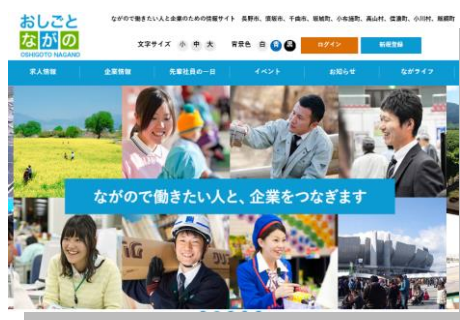 おしごと
ながの
OSHIGOTO NAGANO
ながので働きたい人と企業のための情報サイト 長野市、須坂市、千曲市、坂城町、小布施町、高山村、信濃町、小川村、飯綱町
文字サイズ 小 中 大 背景色 白 青 黒 ログイン 新規登録
求人情報 企業情報 先輩社員の一日 イベント お知らせ ながライフ
ながので働きたい人と、企業をつなぎます